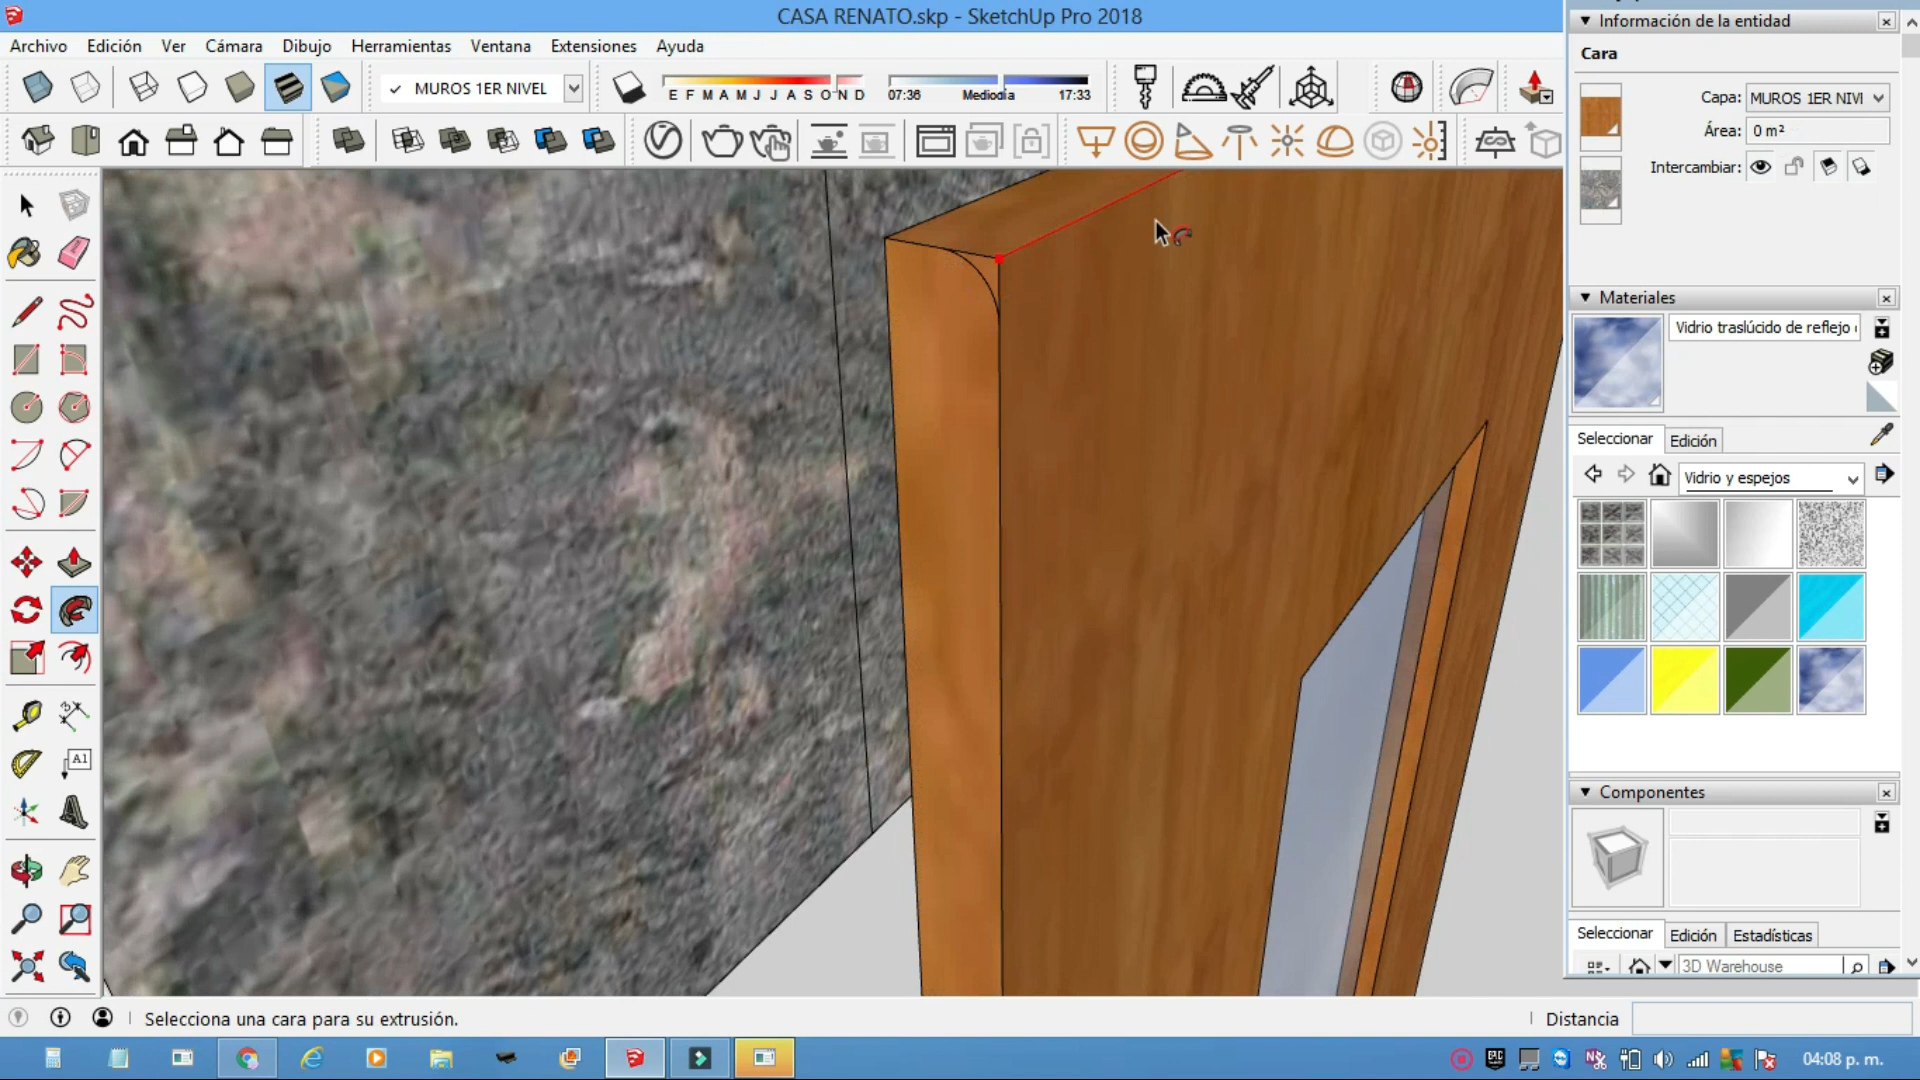 CASA RENATO.skp - SketchUp Pro 2018
Archivo Edición Ver Cámara Dibujo Herramientas Ventana Extensiones Ayuda
MUROS 1ER NIVEL
E F M A M J J A S O N D
07:36 Mediodía 17:33
Información de la entidad
Cara
Capa: MUROS 1ER NIVI
Área: 0 m²
Intercambiar:
Materiales
Vidrio traslúcido de reflejo
Seleccionar Edición
Vidrio y espejos
Componentes
Seleccionar Edición Estadísticas
3D Warehouse
A1
Selecciona una cara para su extrusión.
Distancia
EPIC
04:08 p. m.